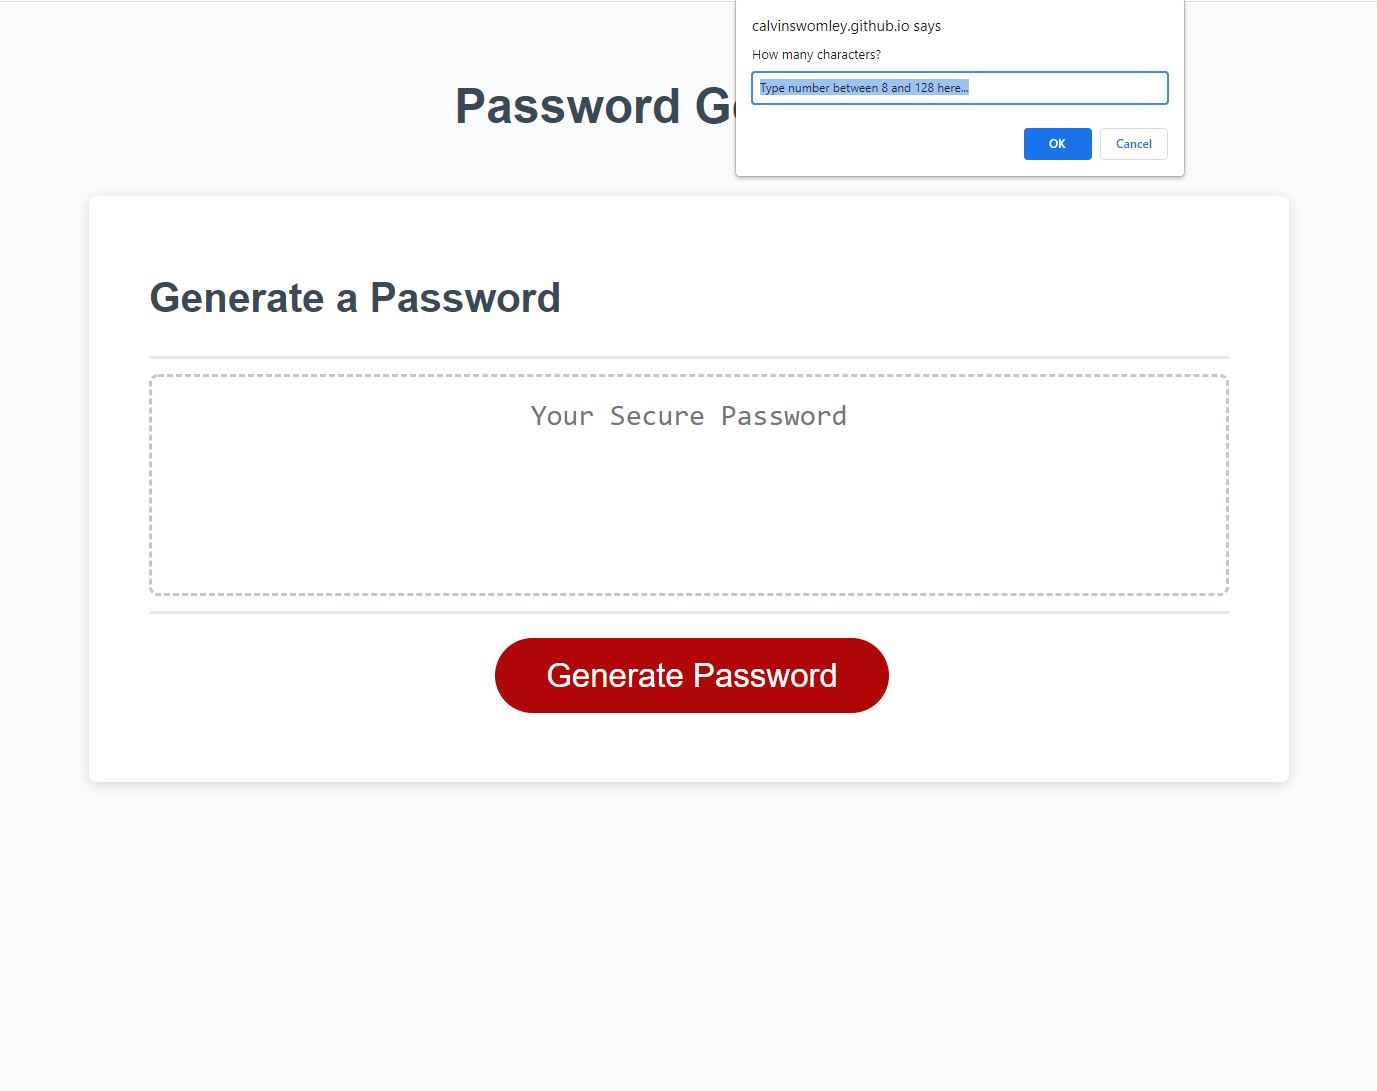 calvinswomley.github.io says
How many characters?
Type number between 8 and 128 here...
OK
Cancel
Password
Generate a Password
Your Secure Password
Generate Password